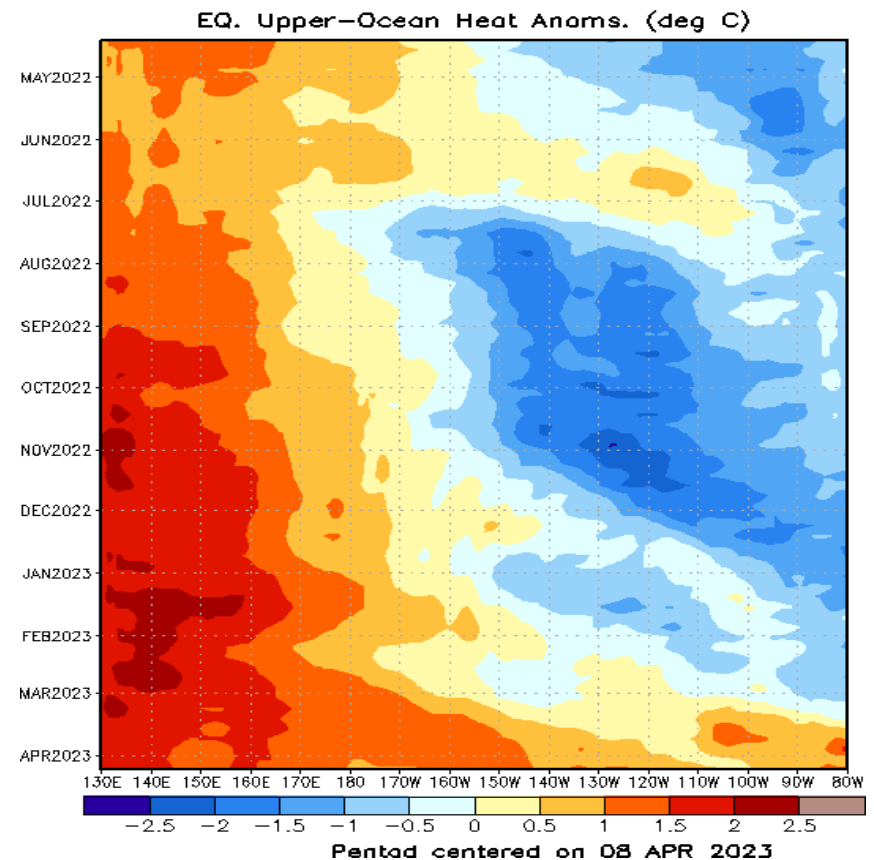 EQ. Upper-Ocean Heat Anoms. (deg C)
MAY2022
JUN2022
JUL2022
AUG2022
SEP2022
OCT2022
NOV2022
DEC2022
JAN2023
FEB2023
MAR2023
APR2023
130E 140E 150E 160E 170E 180 170W 160W 150W 140W 130W 120W 110W 100W 90W 80W
-2.5 -2 -1.5 -1 -0.5 0 0.5 1 1.5 2 2.5
Pentad centered on 08 APR 2023